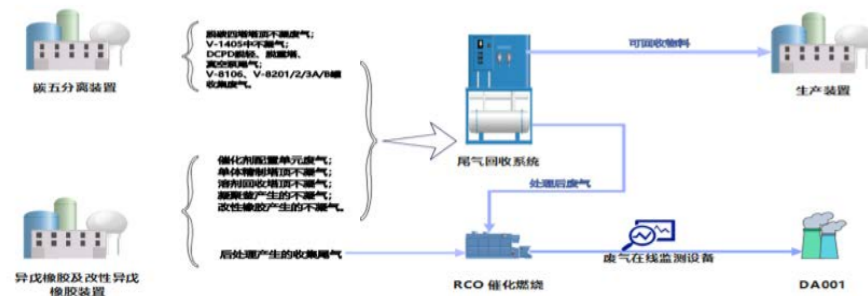 脱碳四塔塔顶不凝废气;
V-1405中不凝气;
DCPD脱轻、脱重塔、
真空泵尾气;
V-8106、V-8201/2/3A/B罐
收集废气。
碳五分离装置
可回收物料
生产装置
尾气回收系统
催化剂配置单元废气;
单体精制塔顶不凝气;
溶剂回收塔顶不凝气;
凝聚釜产生的不凝气;
改性橡胶产生的不凝气。
处理后废气
后处理产生的收集尾气
异戊橡胶及改性异戊
橡胶装置
RCO 催化燃烧
废气在线监测设备
DA001